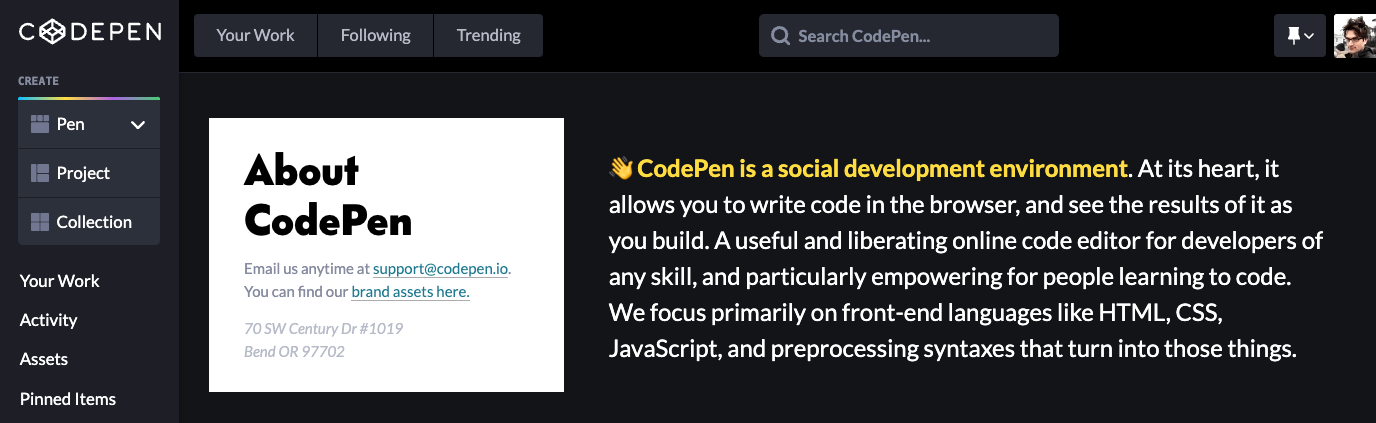 CODEPEN
Your Work
Following
Trending
Search CodePen...
CREATE
Pen
Project
Collection
Your Work
Activity
Assets
Pinned Items
About
CodePen
Email us anytime at support@codepen.io.
You can find our brand assets here.
70 SW Century Dr #1019
Bend OR 97702
👋 CodePen is a social development environment. At its heart, it
allows you to write code in the browser, and see the results of it as
you build. A useful and liberating online code editor for developers of
any skill, and particularly empowering for people learning to code.
We focus primarily on front-end languages like HTML, CSS,
JavaScript, and preprocessing syntaxes that turn into those things.